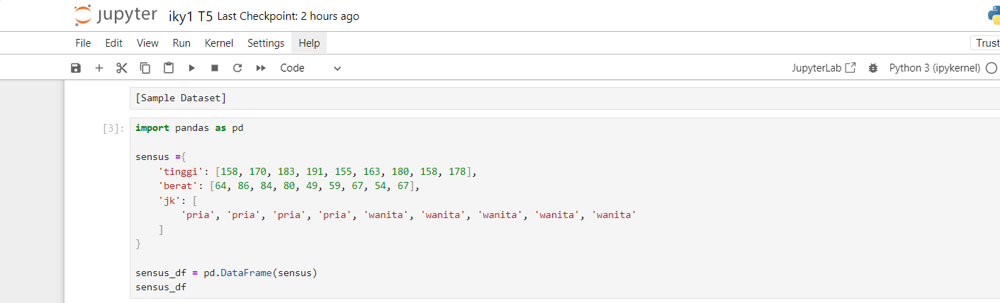 jupyter iky1 T5 Last Checkpoint: 2 hours ago
File Edit View Run Kernel Settings Help
Trust
Code JupyterLab Python 3 (ipykernel)
[Sample Dataset]
[3]: import pandas as pd
sensus ={
'tinggi': [158, 170, 183, 191, 155, 163, 180, 158, 178],
'berat': [64, 86, 84, 80, 49, 59, 67, 54, 67],
'jk': [
'pria', 'pria', 'pria', 'pria', 'wanita', 'wanita', 'wanita', 'wanita', 'wanita'
]
}
sensus_df = pd.DataFrame(sensus)
sensus_df